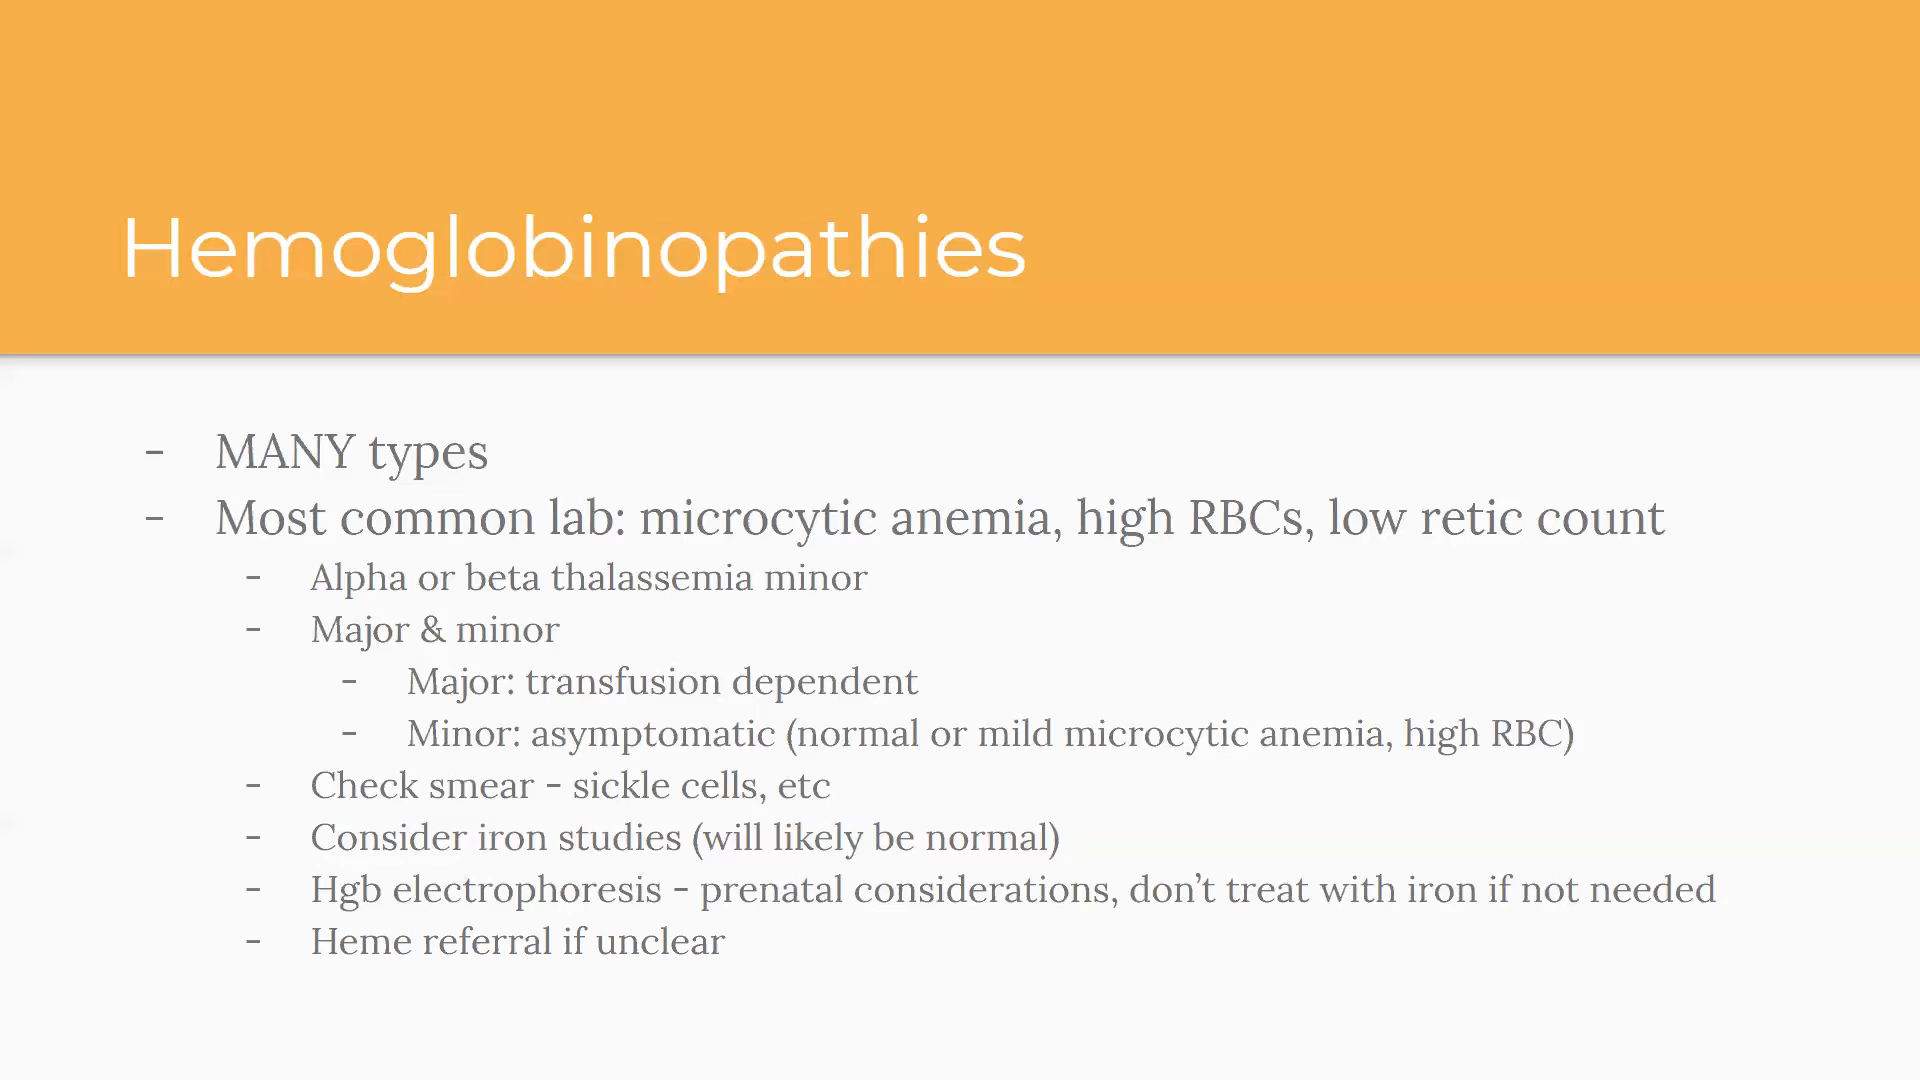 Hemoglobinopathies
- MANY types
- Most common lab: microcytic anemia, high RBCs, low retic count
- Alpha or beta thalassemia minor
- Major & minor
- Major: transfusion dependent
- Minor: asymptomatic (normal or mild microcytic anemia, high RBC)
- Check smear - sickle cells, etc
- Consider iron studies (will likely be normal)
- Hgb electrophoresis - prenatal considerations, don’t treat with iron if not needed
- Heme referral if unclear